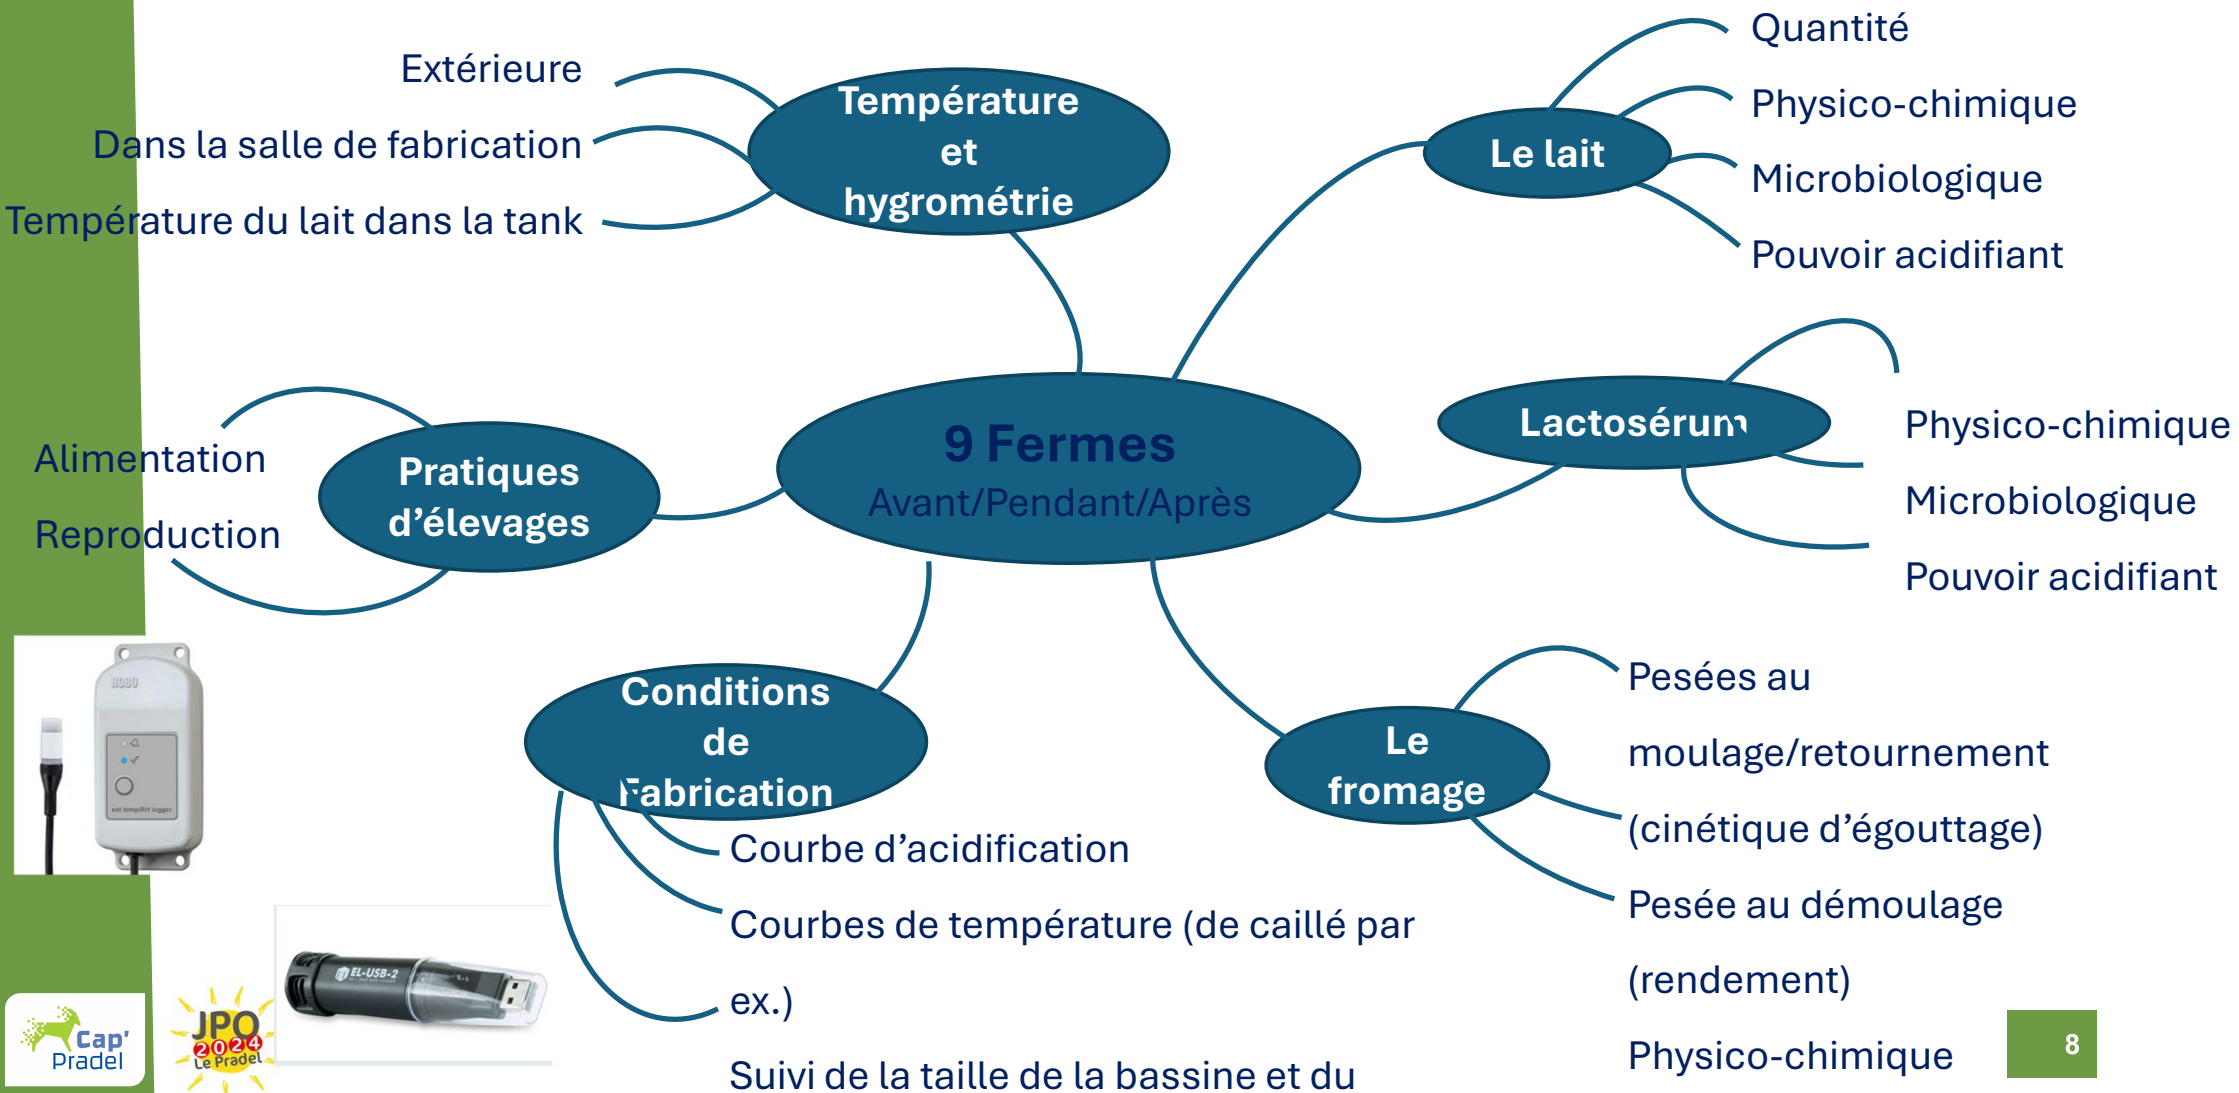 Extérieure
Dans la salle de fabrication
Température du lait dans la tank
Température
et
hygrométrie
Quantité
Physico-chimique
Microbiologique
Pouvoir acidifiant
Le lait
Lactosérum
Physico-chimique
Microbiologique
Pouvoir acidifiant
9 Fermes
Avant/Pendant/Après
Alimentation
Reproduction
Pratiques
d’élevages
Conditions
de
Fabrication
Courbe d’acidification
Courbes de température (de caillé par
ex.)
Suivi de la taille de la bassine et du
Le
fromage
Pesées au
moulage/retournement
(cinétique d’égouttage)
Pesée au démoulage
(rendement)
Physico-chimique
HOBO
ext temp/RH logger
EL-USB-2
Cap'
Pradel
JPO
2024
Le Pradel
8